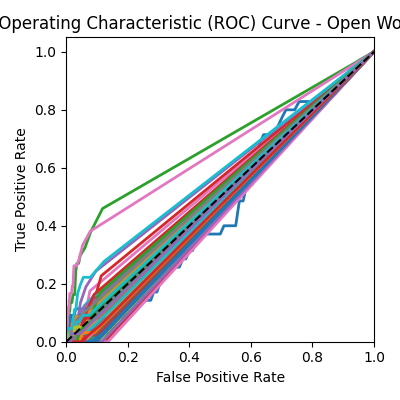 Operating Characteristic (ROC) Curve - Open Wo
1.0
0.8
0.6
0.4
0.2
0.0
True Positive Rate
0.0 0.2 0.4 0.6 0.8 1.0
False Positive Rate